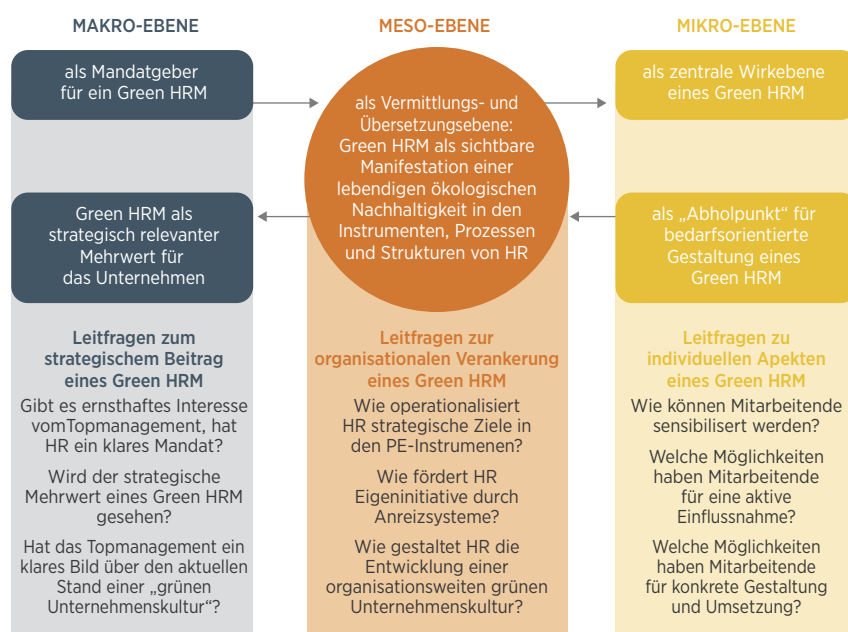 MAKRO-EBENE
als Mandatgeber
für ein Green HRM
Green HRM als
strategisch relevanter
Mehrwert für
das Unternehmen
Leitfragen zum
strategischem Beitrag
eines Green HRM
Gibt es ernsthaftes Interesse
vomTopmanagement, hat
HR ein klares Mandat?
Wird der strategische
Mehrwert eines Green HRM
gesehen?
Hat das Topmanagement ein
klares Bild über den aktuellen
Stand einer „grünen
Unternehmenskultur“?
MESO-EBENE
als Vermittlungs- und
Übersetzungsebene:
Green HRM als sichtbare
Manifestation einer
lebendigen ökologischen
Nachhaltigkeit in den
Instrumenten, Prozessen
und Strukturen von HR
Leitfragen zur
organisationalen Verankerung
eines Green HRM
Wie operationalisiert
HR strategische Ziele in
den PE-Instrumenen?
Wie fördert HR
Eigeninitiative durch
Anreizsysteme?
Wie gestaltet HR die
Entwicklung einer
organisationsweiten grünen
Unternehmenskultur?
MIKRO-EBENE
als zentrale Wirkebene
eines Green HRM
als „Abholpunkt“ für
bedarfsorientierte
Gestaltung eines
Green HRM
Leitfragen zu
individuellen Apekten
eines Green HRM
Wie können Mitarbeitende
sensibilisert werden?
Welche Möglichkeiten
haben Mitarbeitende
für eine aktive
Einflussnahme?
Welche Möglichkeiten
haben Mitarbeitende
für konkrete Gestaltung
und Umsetzung?